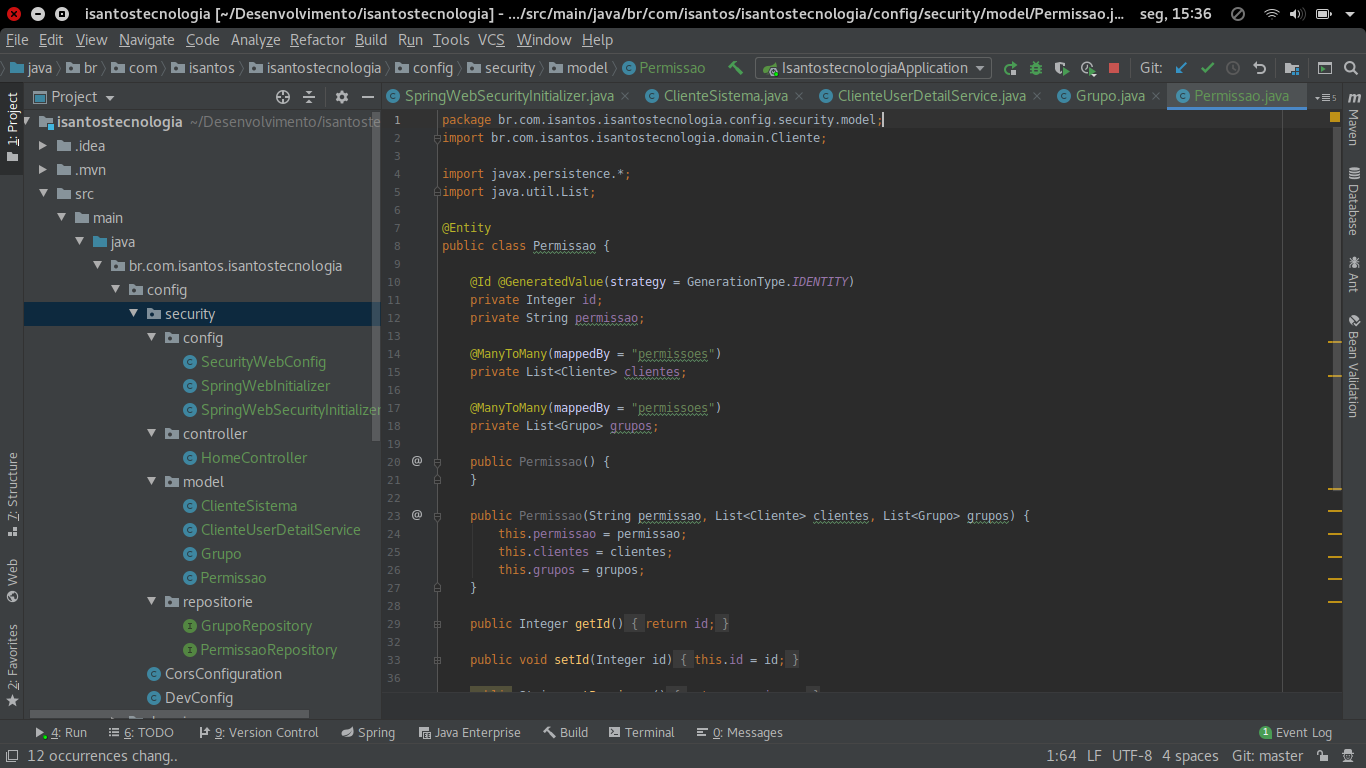 isantostecnologia [~/Desenvolvimento/isantostecnologia] - .../src/main/java/br/com/isantos/isantostecnologia/config/security/model/Permissao.j... seg, 15:36
File Edit View Navigate Code Analyze Refactor Build Run Tools VCS Window Help
java br com isantos isantostecnologia config security model Permissao IsantostecnologiaApplication Git:
Project
SpringWebSecurityInitializer.java ClienteSistema.java ClienteUserDetailService.java Grupo.java Permissao.java 5
1: Project
7: Structure
Web
2: Favorites
isantostecnologia ~/Desenvolvimento/isantoste
.idea
.mvn
src
main
java
br.com.isantos.isantostecnologia
config
security
config
SecurityWebConfig
SpringWebInitializer
SpringWebSecurityInitializer
controller
HomeController
model
ClienteSistema
ClienteUserDetailService
Grupo
Permissao
repositorie
GrupoRepository
PermissaoRepository
CorsConfiguration
DevConfig
1 package br.com.isantos.isantostecnologia.config.security.model;
2 import br.com.isantos.isantostecnologia.domain.Cliente;
3
4 import javax.persistence.*;
5 import java.util.List;
6
7 @Entity
8 public class Permissao {
9
10 @Id @GeneratedValue(strategy = GenerationType.IDENTITY)
11 private Integer id;
12 private String permissao;
13
14 @ManyToMany(mappedBy = "permissoes")
15 private List<Cliente> clientes;
16
17 @ManyToMany(mappedBy = "permissoes")
18 private List<Grupo> grupos;
19
20 @ public Permissao() {
21 }
22
23 @ public Permissao(String permissao, List<Cliente> clientes, List<Grupo> grupos) {
24 this.permissao = permissao;
25 this.clientes = clientes;
26 this.grupos = grupos;
27 }
28
29 public Integer getId() { return id; }
32
33 public void setId(Integer id) { this.id = id; }
36
Maven
Database
Ant
Bean Validation
4: Run 6: TODO 9: Version Control Spring Java Enterprise Build Terminal 0: Messages 1 Event Log
12 occurrences chang.. 1:64 LF UTF-8 4 spaces Git: master